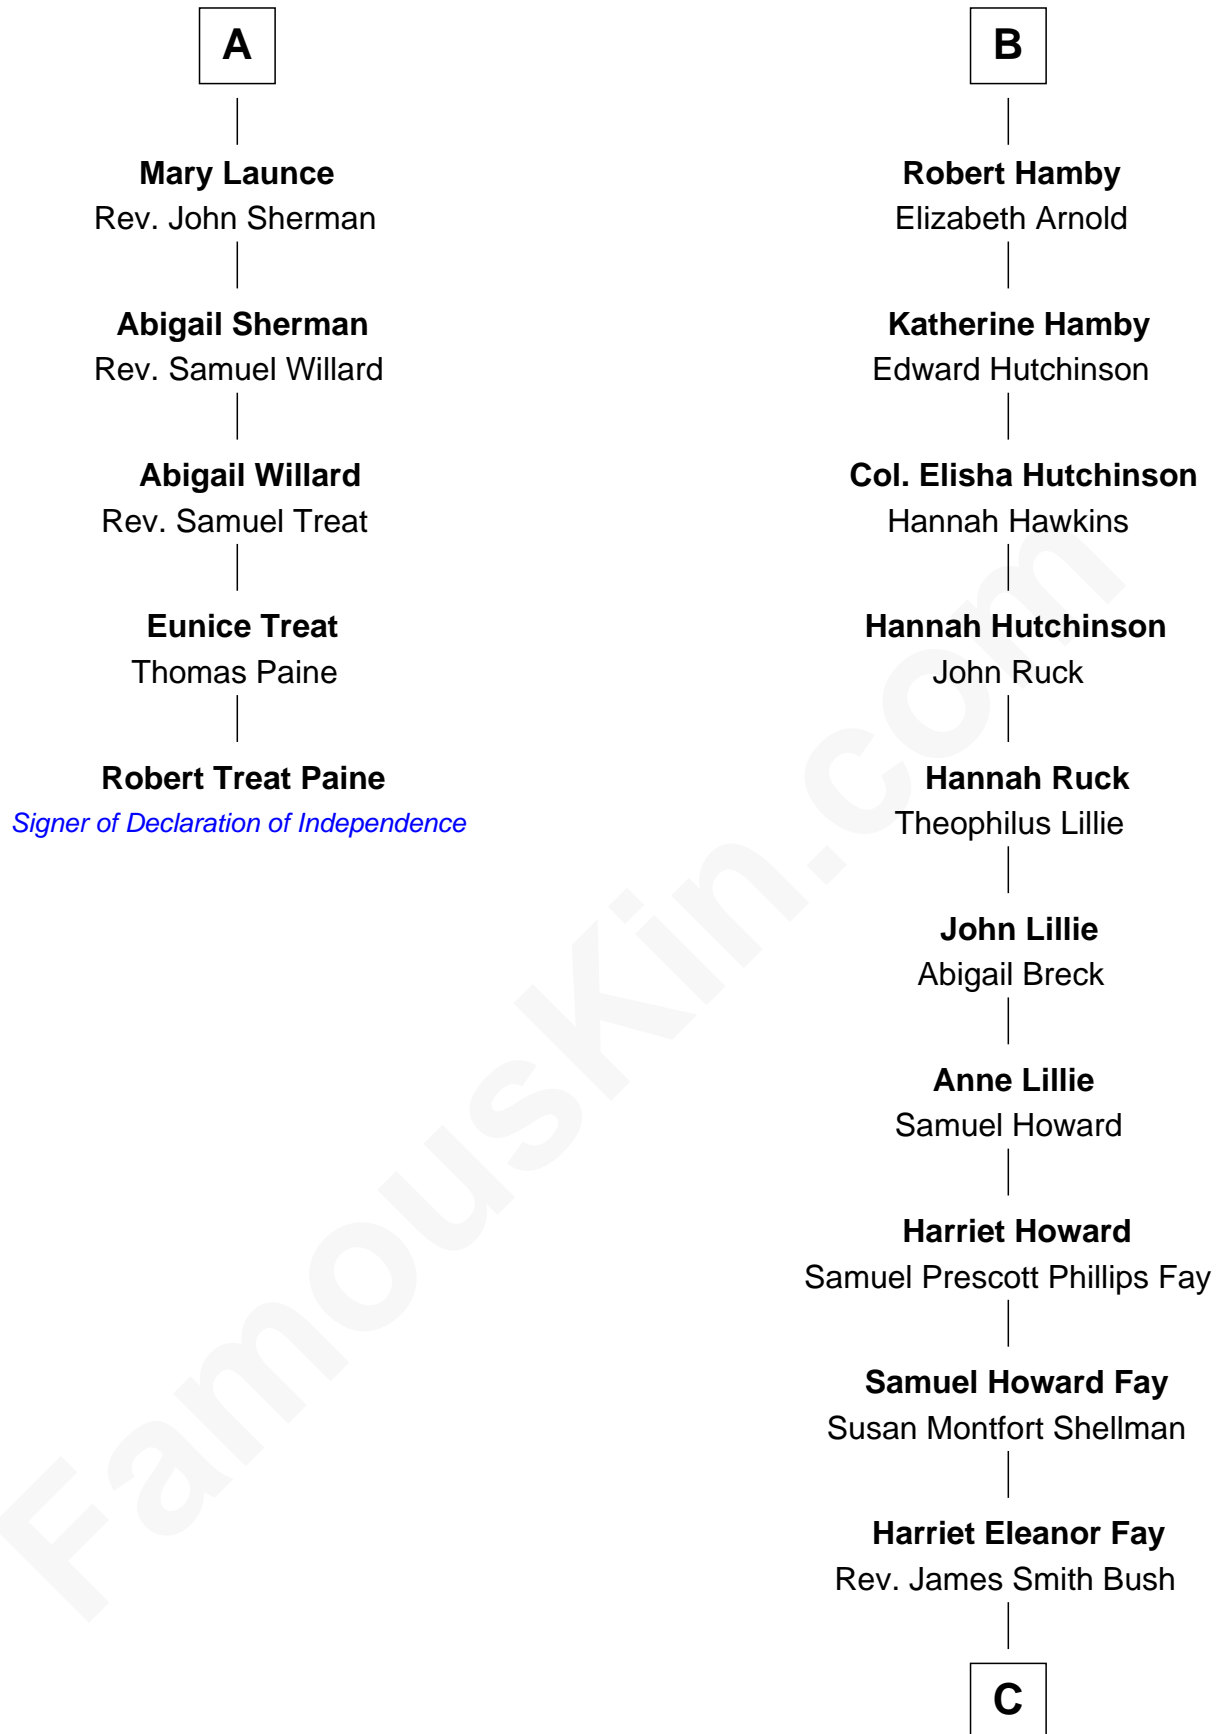 A
Mary Launce
Rev. John Sherman
Abigail Sherman
Rev. Samuel Willard
Abigail Willard
Rev. Samuel Treat
Eunice Treat
Thomas Paine
Robert Treat Paine
Signer of Declaration of Independence
B
Robert Hamby
Elizabeth Arnold
Katherine Hamby
Edward Hutchinson
Col. Elisha Hutchinson
Hannah Hawkins
Hannah Hutchinson
John Ruck
Hannah Ruck
Theophilus Lillie
John Lillie
Abigail Breck
Anne Lillie
Samuel Howard
Harriet Howard
Samuel Prescott Phillips Fay
Samuel Howard Fay
Susan Montfort Shellman
Harriet Eleanor Fay
Rev. James Smith Bush
C
FamousKin.com